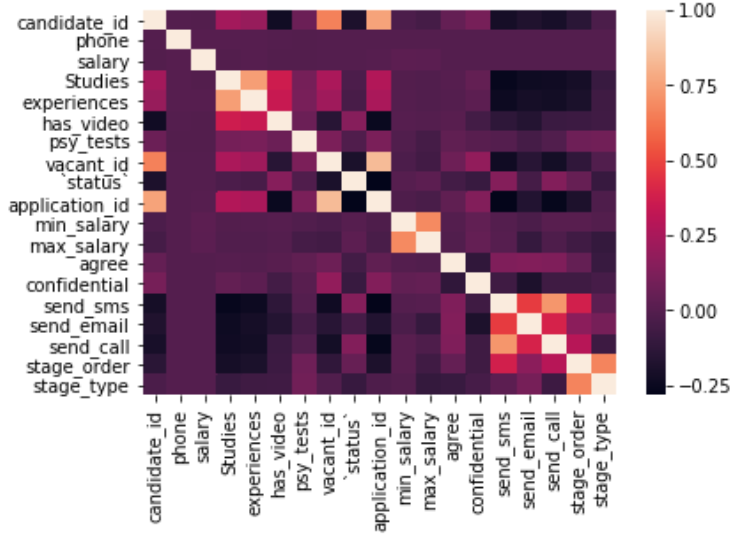 candidate_id
phone
salary
Studies
experiences
has_video
psy_tests
vacant_id
`status`
application_id
min_salary
max_salary
agree
confidential
send_sms
send_email
send_call
stage_order
stage_type
candidate_id
phone
salary
Studies
experiences
has_video
psy_tests
vacant_id
`status`
application_id
min_salary
max_salary
agree
confidential
send_sms
send_email
send_call
stage_order
stage_type
1.00
0.75
0.50
0.25
0.00
−0.25